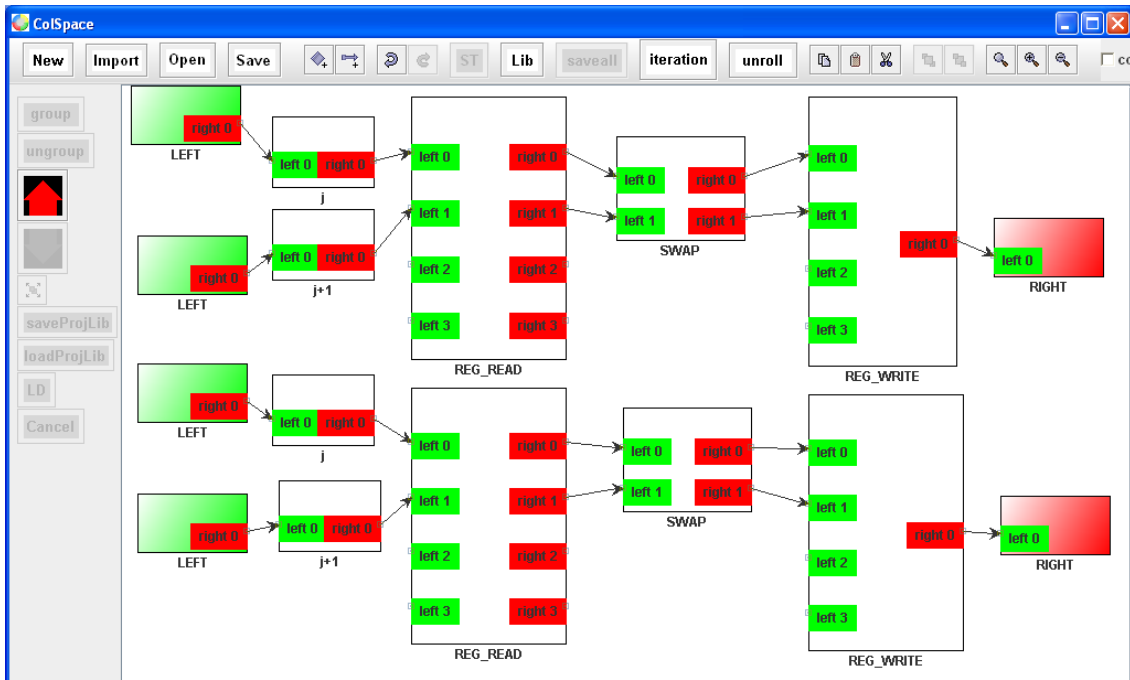 ColSpace
New Import Open Save ST Lib saveall iteration unroll
group
ungroup
saveProjLib
loadProjLib
LD
Cancel
right 0
LEFT
left 0 right 0
j
right 0
LEFT
left 0 right 0
j+1
left 0 right 0
left 1 right 1
left 2 right 2
left 3 right 3
REG_READ
left 0 right 0
left 1 right 1
SWAP
left 0
left 1
right 0
left 2
left 3
REG_WRITE
left 0
RIGHT
right 0
LEFT
left 0 right 0
j
right 0
LEFT
left 0 right 0
j+1
left 0 right 0
left 1 right 1
left 2 right 2
left 3 right 3
REG_READ
left 0 right 0
left 1 right 1
SWAP
left 0
left 1
right 0
left 2
left 3
REG_WRITE
left 0
RIGHT